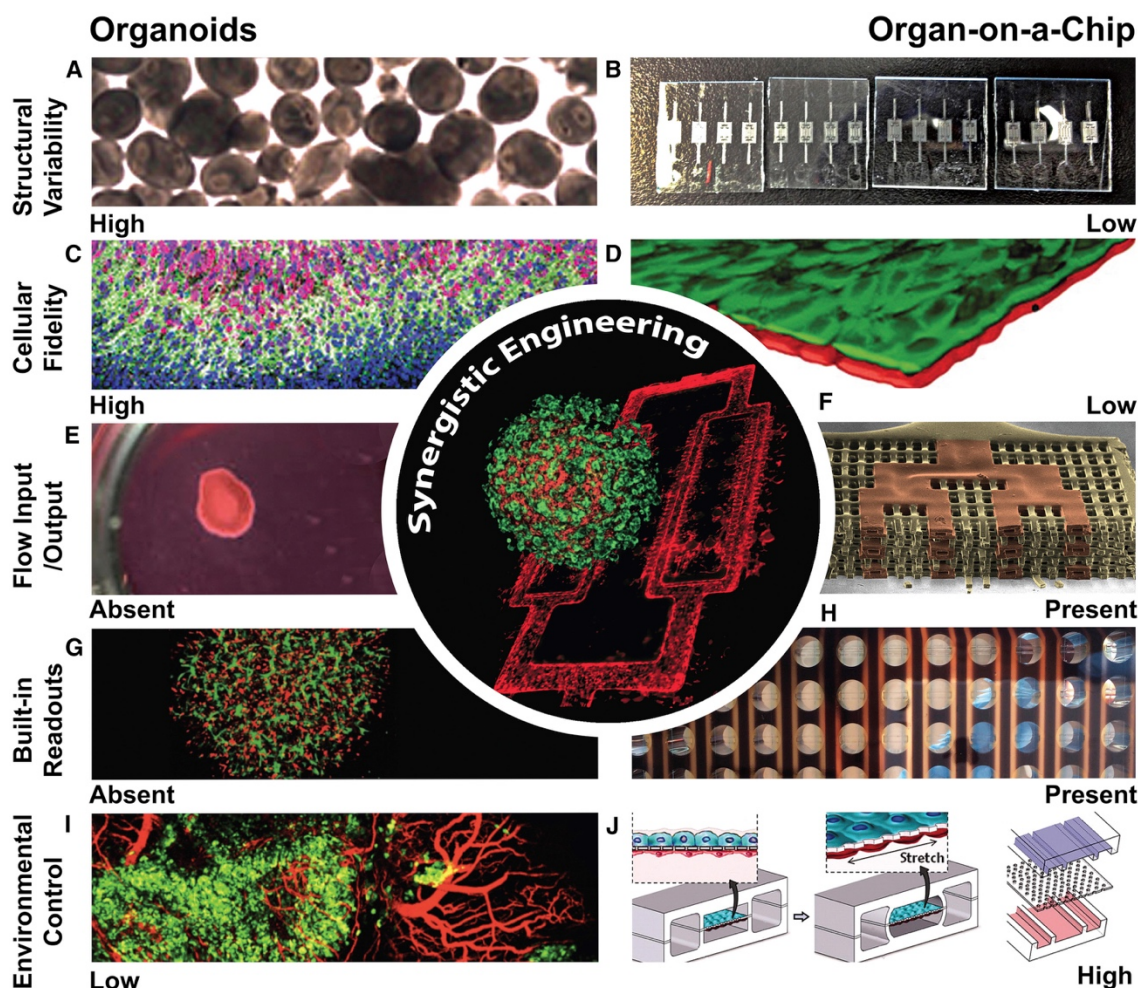 Organoids
Organ-on-a-Chip
Structural
Variability
A
B
High
Low
Cellular
Fidelity
C
D
High
Low
Synergistic Engineering
Flow Input
/Output
E
F
Absent
Present
Built-in
Readouts
G
H
Absent
Present
Environmental
Control
I
J
Stretch
Low
High